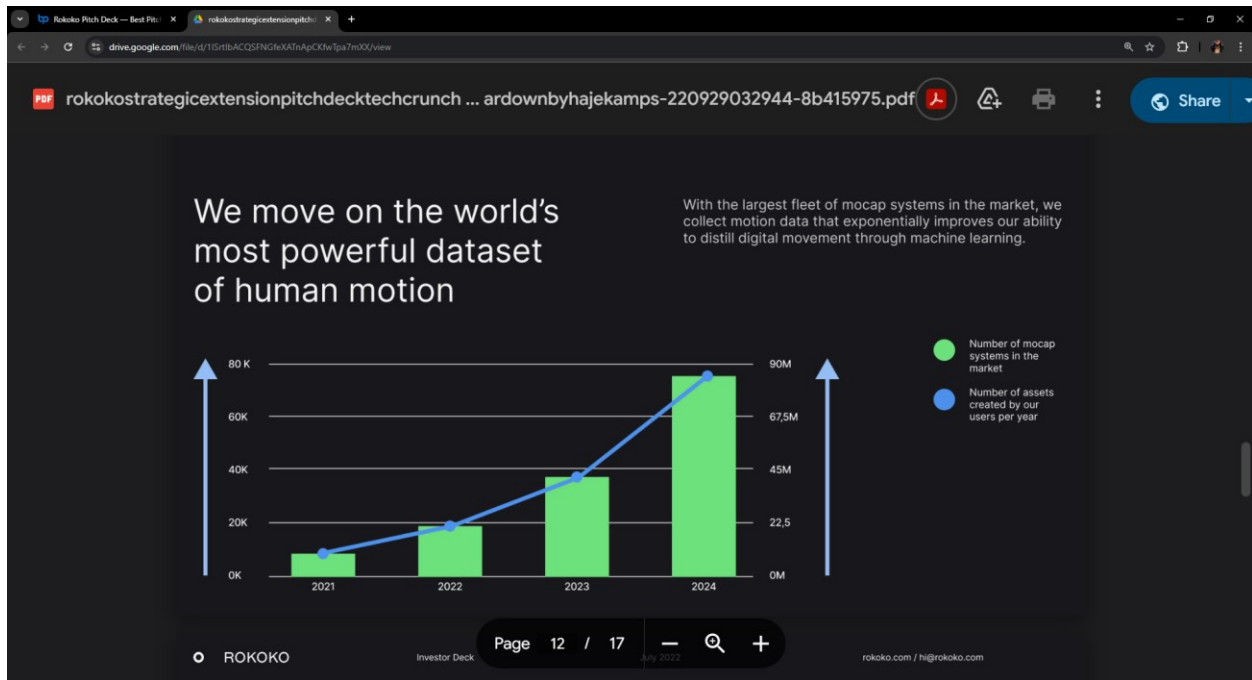 Rokoko Pitch Deck — Best Pitc
rokokostrategicextensionpitchd
drive.google.com/file/d/1ISrtIbACQSFNGfeXATnApCKfwTpa7mXX/view
PDF
rokokostrategicextensionpitchdecktechcrunch ... ardownbyhajekamps-220929032944-8b415975.pdf
Share
We move on the world's
most powerful dataset
of human motion
With the largest fleet of mocap systems in the market, we
collect motion data that exponentially improves our ability
to distill digital movement through machine learning.
80 K
60K
40K
20K
0K
2021
2022
2023
2024
90M
67,5M
45M
22,5
0M
Number of mocap
systems in the
market
Number of assets
created by our
users per year
Page 12 / 17
ROKOKO
Investor Deck
July 2022
rokoko.com / hi@rokoko.com